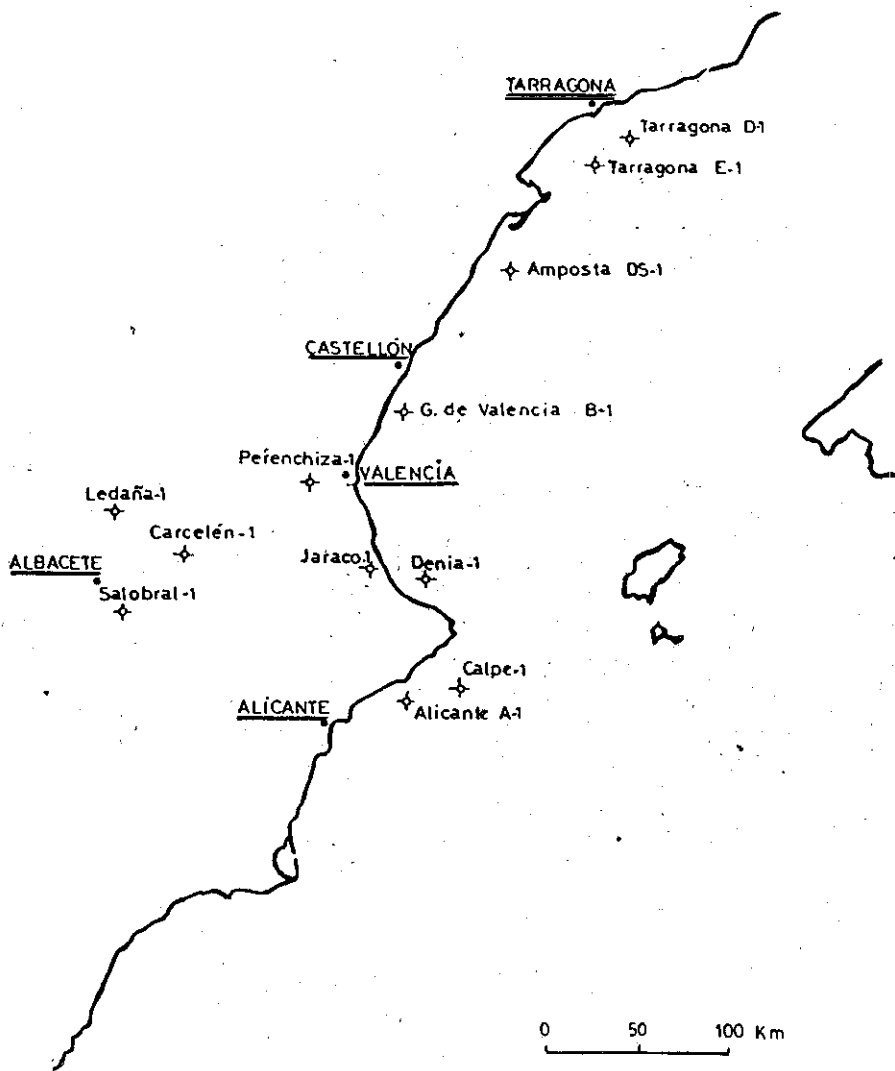 TARRAGONA
Tarragona D-1
Tarragona E-1
Amposta DS-1
CASTELLÓN
G. de Valencia B-1
Perenchiza-1
VALENCIA
Ledaña-1
Carcelén-1
ALBACETE
Jaraco-1
Denia-1
Salobral-1
Calpe-1
ALICANTE
Alicante A-1
0 50 100 Km